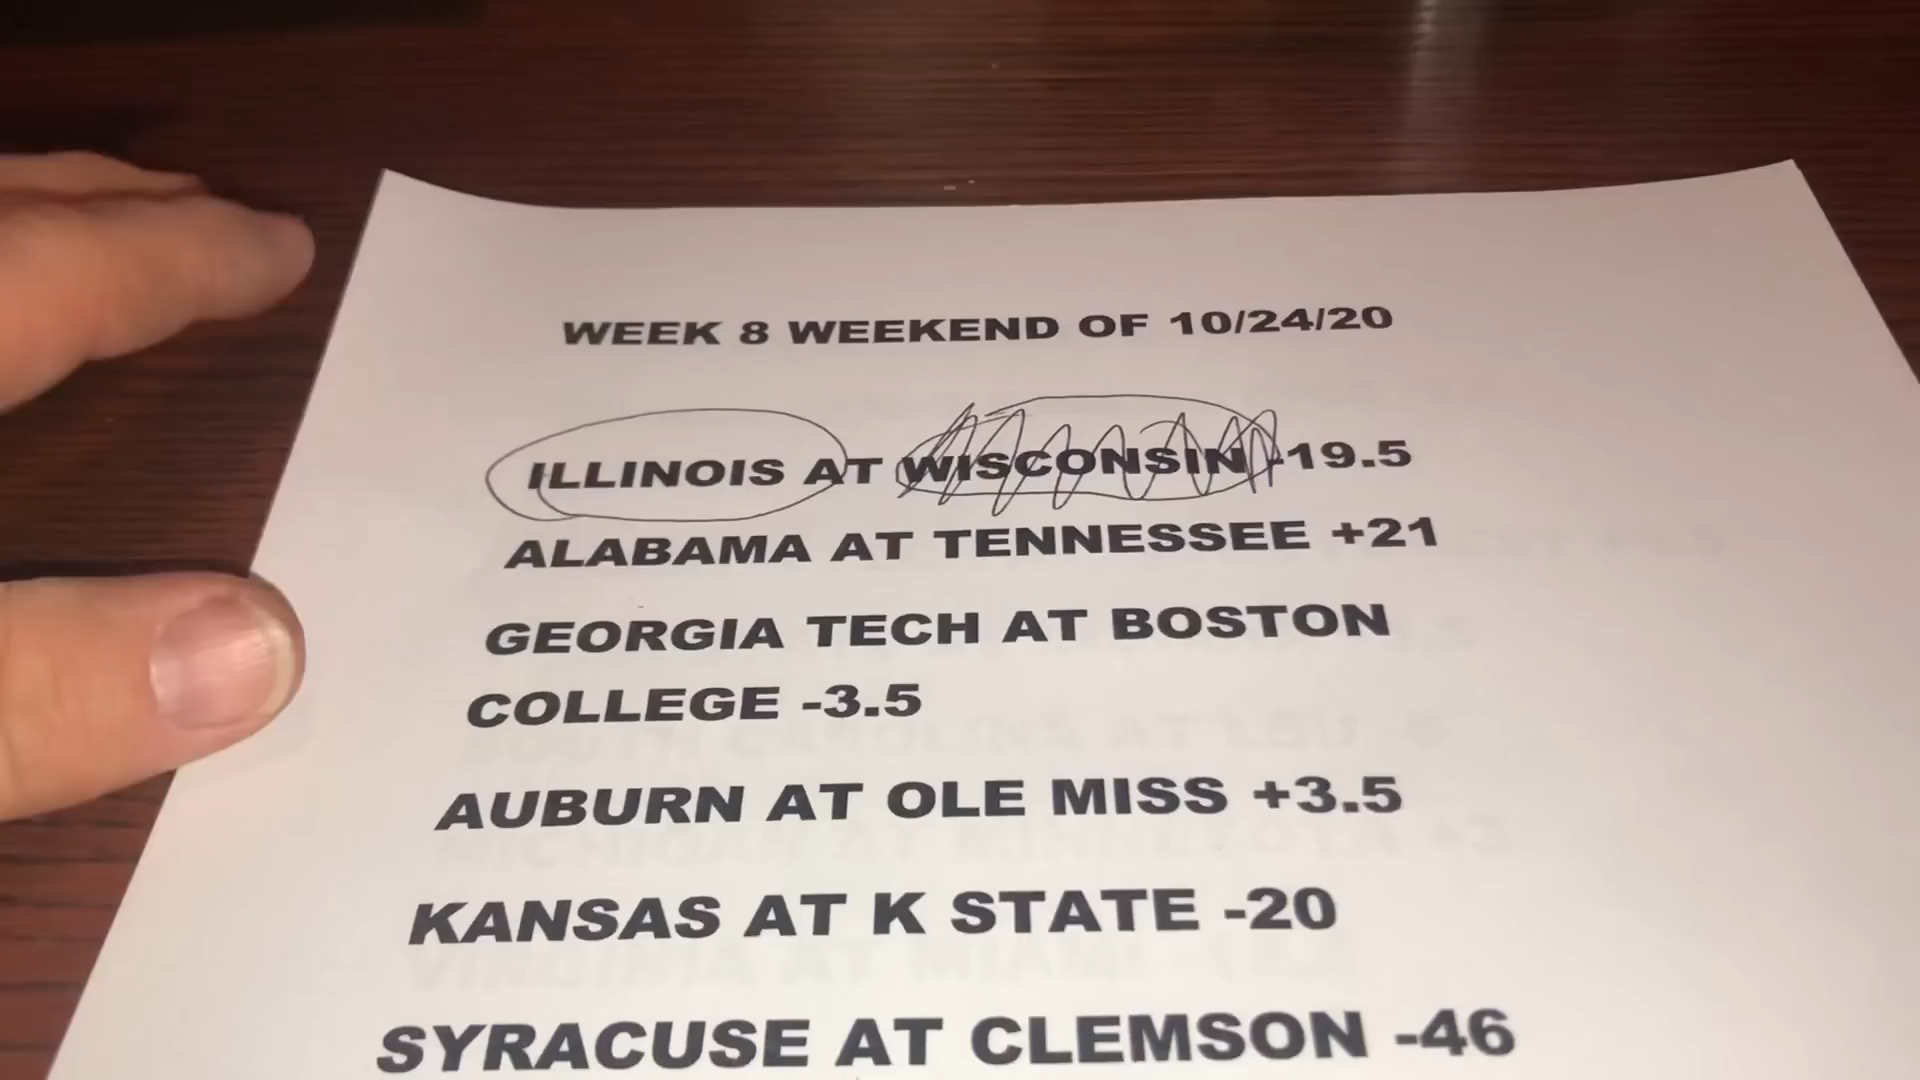 WEEK 8 WEEKEND OF 10/24/20
ILLINOIS AT WISCONSIN -19.5
ALABAMA AT TENNESSEE +21
GEORGIA TECH AT BOSTON
COLLEGE -3.5
AUBURN AT OLE MISS +3.5
KANSAS AT K STATE -20
SYRACUSE AT CLEMSON -46